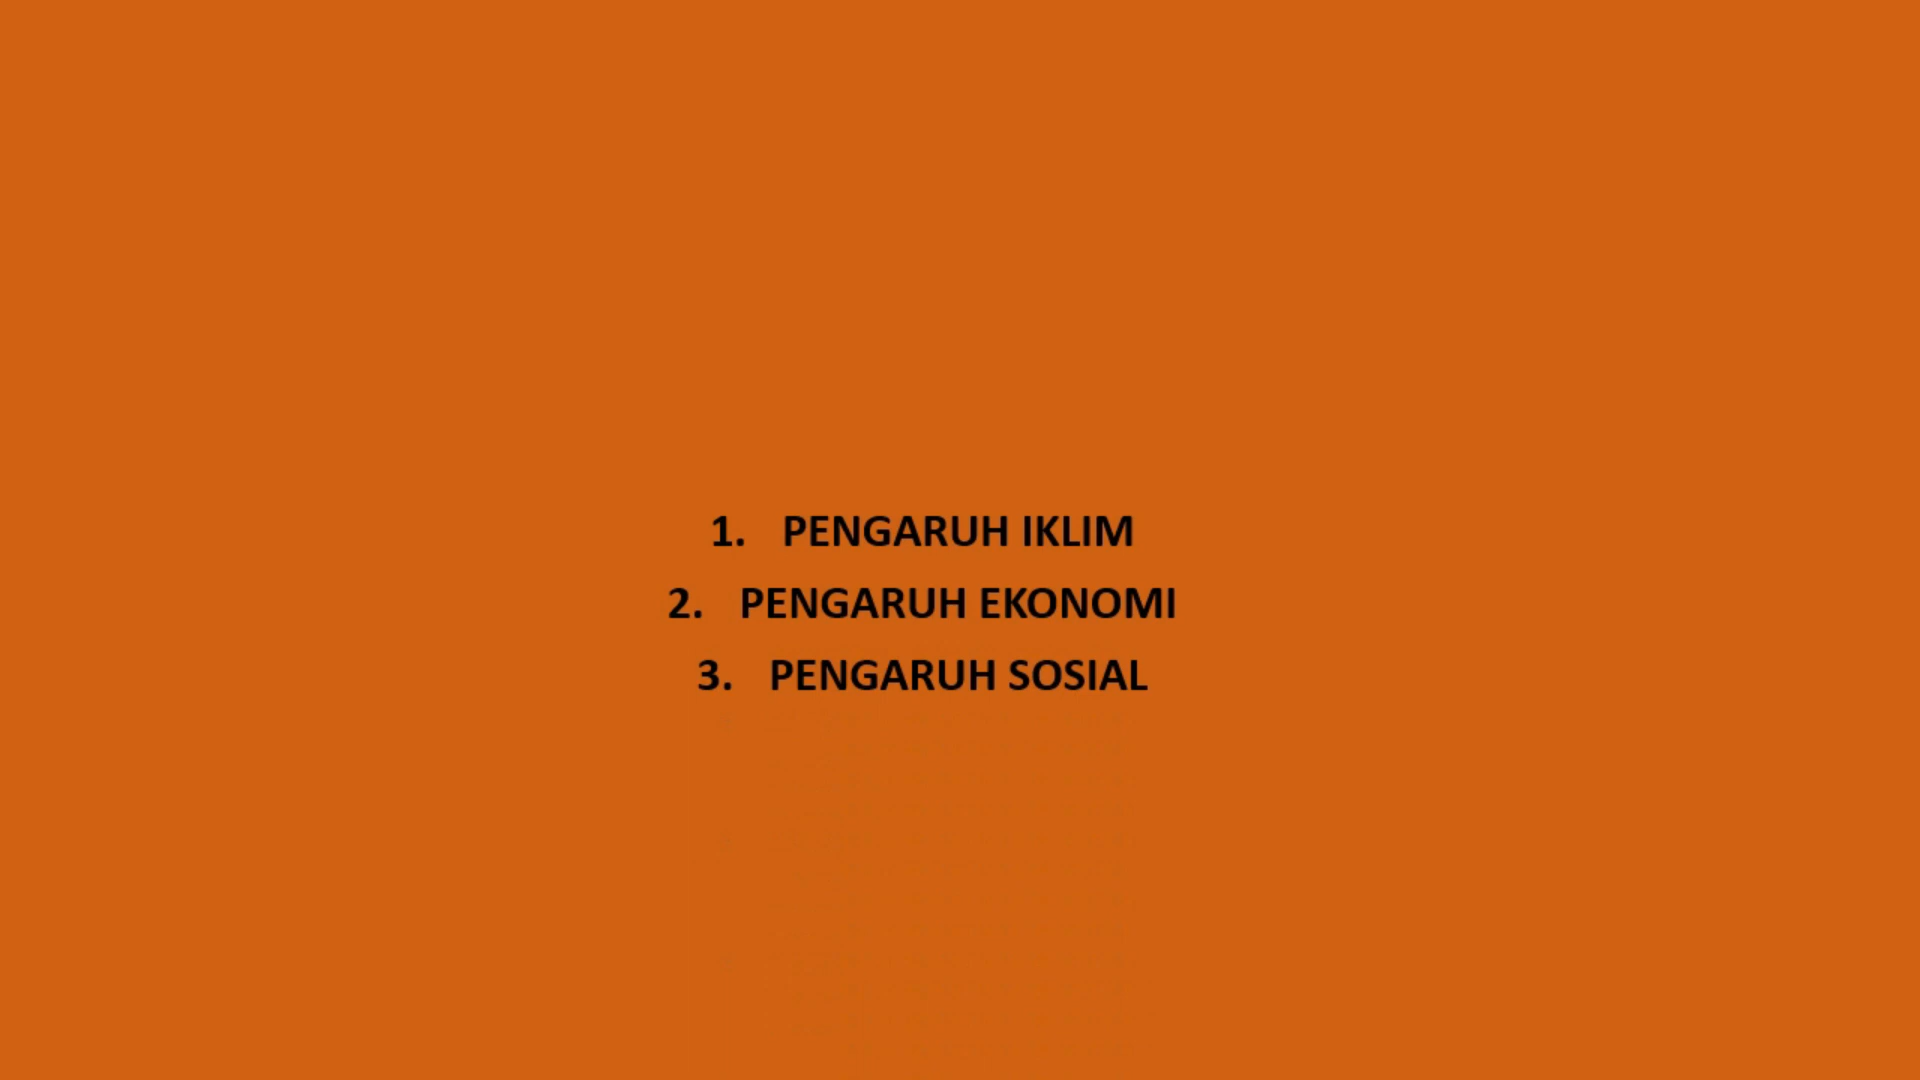 1. PENGARUH IKLIM
2. PENGARUH EKONOMI
3. PENGARUH SOSIAL